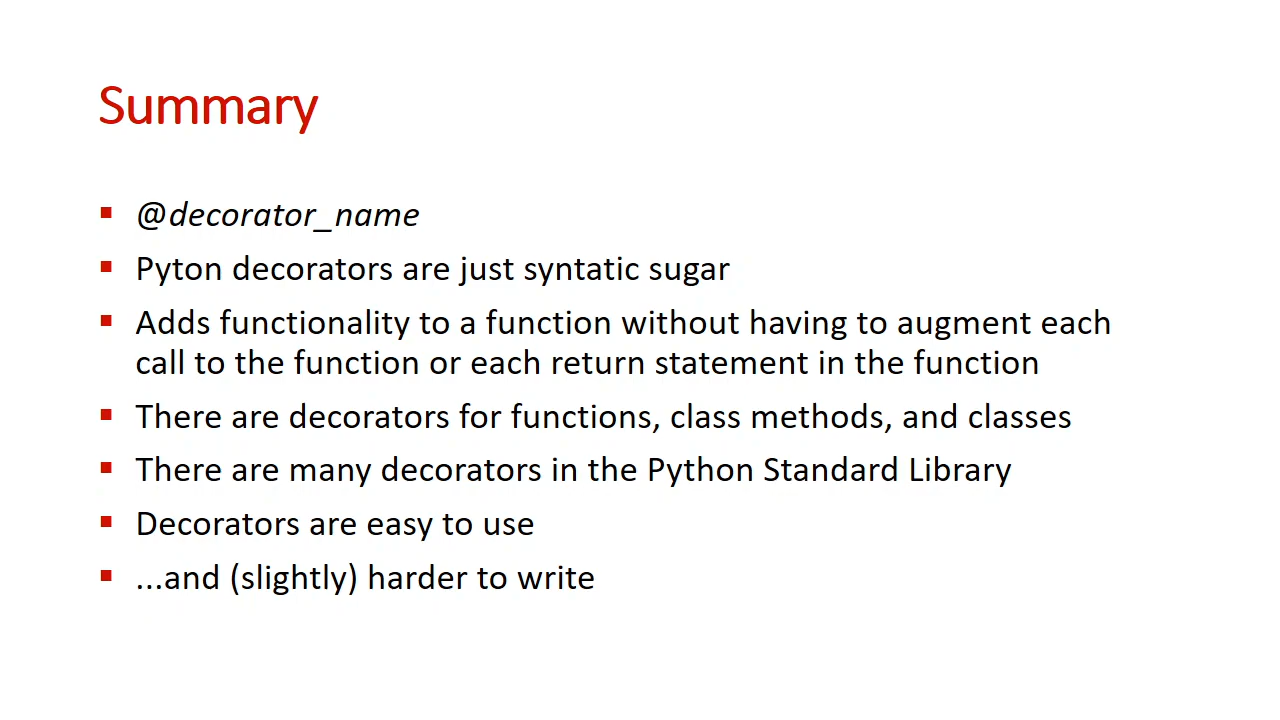 Summary
@decorator_name
Pyton decorators are just syntatic sugar
Adds functionality to a function without having to augment each
call to the function or each return statement in the function
There are decorators for functions, class methods, and classes
There are many decorators in the Python Standard Library
Decorators are easy to use
...and (slightly) harder to write